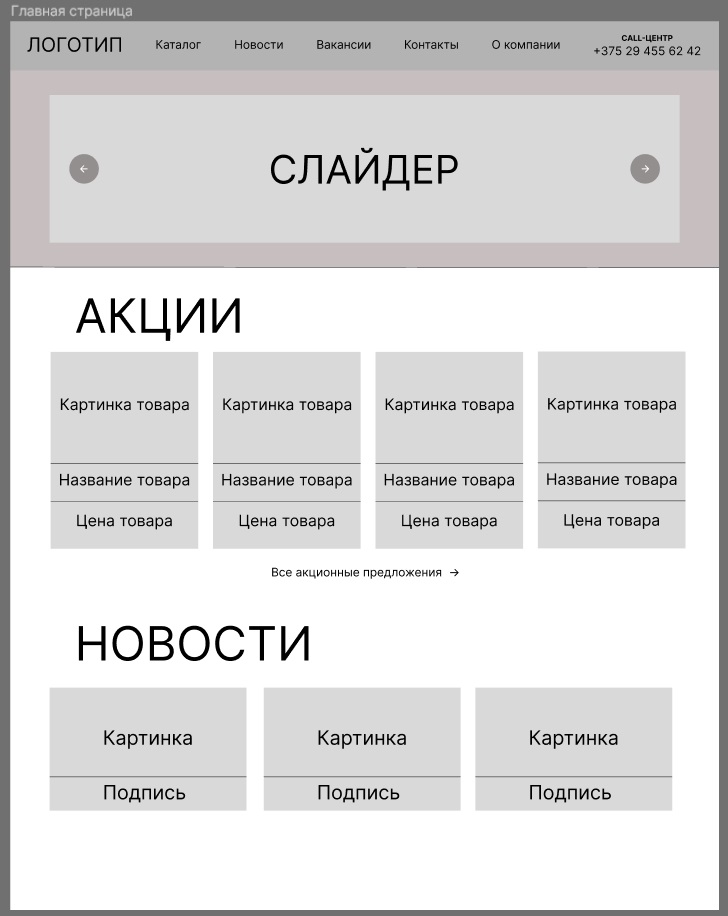 Главная страница
ЛОГОТИП Каталог Новости Вакансии Контакты О компании CALL-ЦЕНТР
+375 29 455 62 42
← СЛАЙДЕР →
АКЦИИ
Картинка товара Картинка товара Картинка товара Картинка товара
Название товара Название товара Название товара Название товара
Цена товара Цена товара Цена товара Цена товара
Все акционные предложения →
НОВОСТИ
Картинка Картинка Картинка
Подпись Подпись Подпись